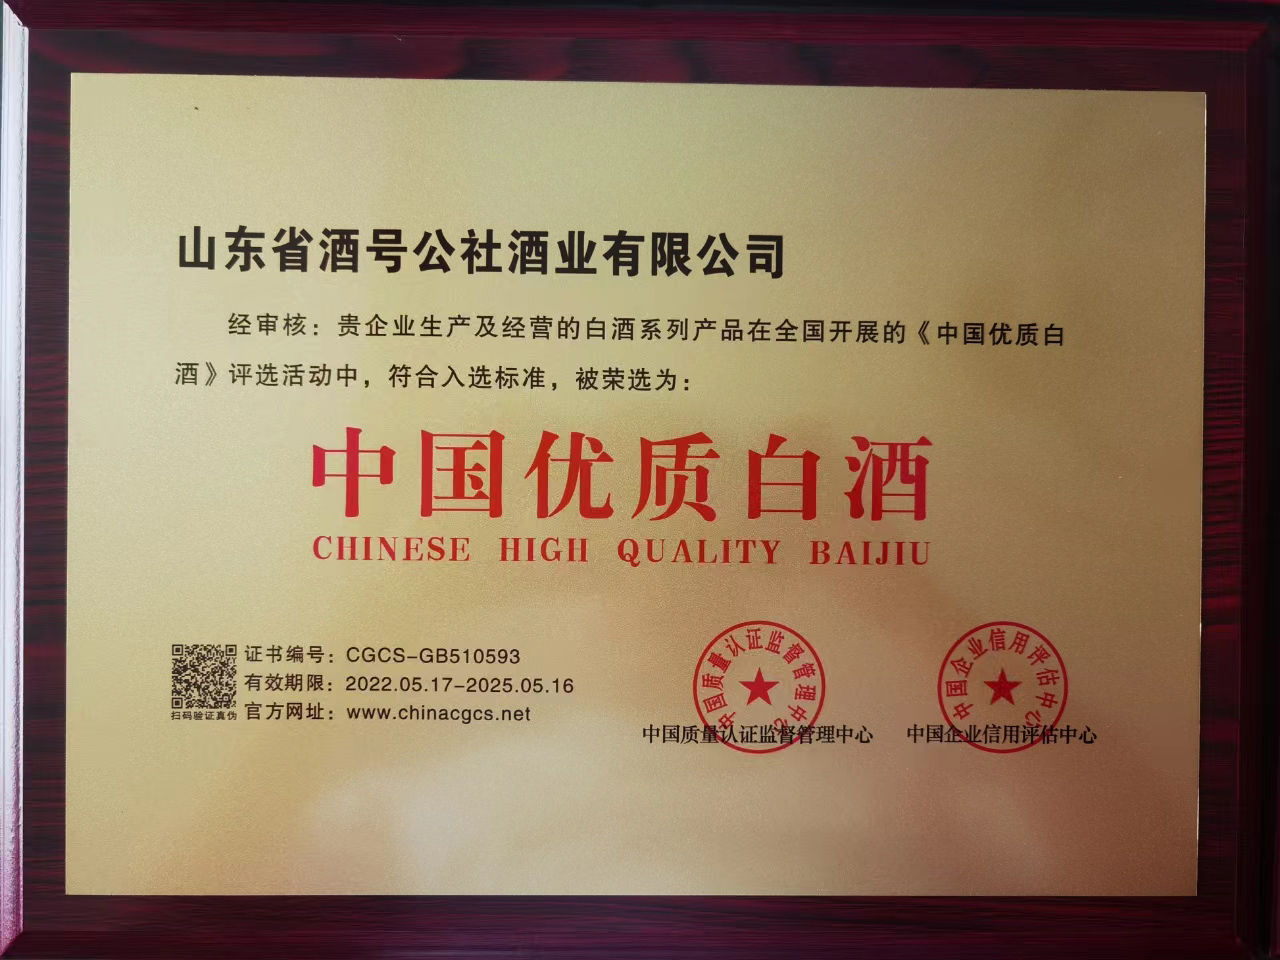 山东省酒号公社酒业有限公司
经审核：贵企业生产及经营的白酒系列产品在全国开展的《中国优质白
酒》评选活动中，符合入选标准，被荣选为：
中国优质白酒
CHINESE HIGH QUALITY BAIJIU
证书编号：CGCS-GB510593
有效期限：2022.05.17-2025.05.16
官方网址：www.chinacgcs.net
扫码验证真伪
中国质量认证监督管理中心
中国质量认证监督管理中心
中国企业信用评估中心
中国企业信用评估中心